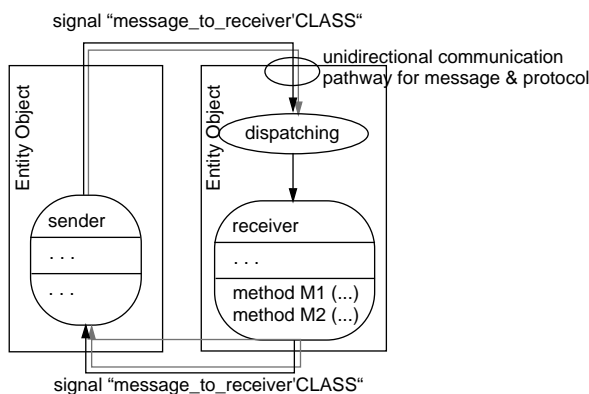 signal “message_to_receiver'CLASS“
unidirectional communication
pathway for message & protocol
Entity Object
Entity Object
dispatching
sender
. . .
. . .
receiver
. . .
method M1 (...)
method M2 (...)
signal “message_to_receiver'CLASS“